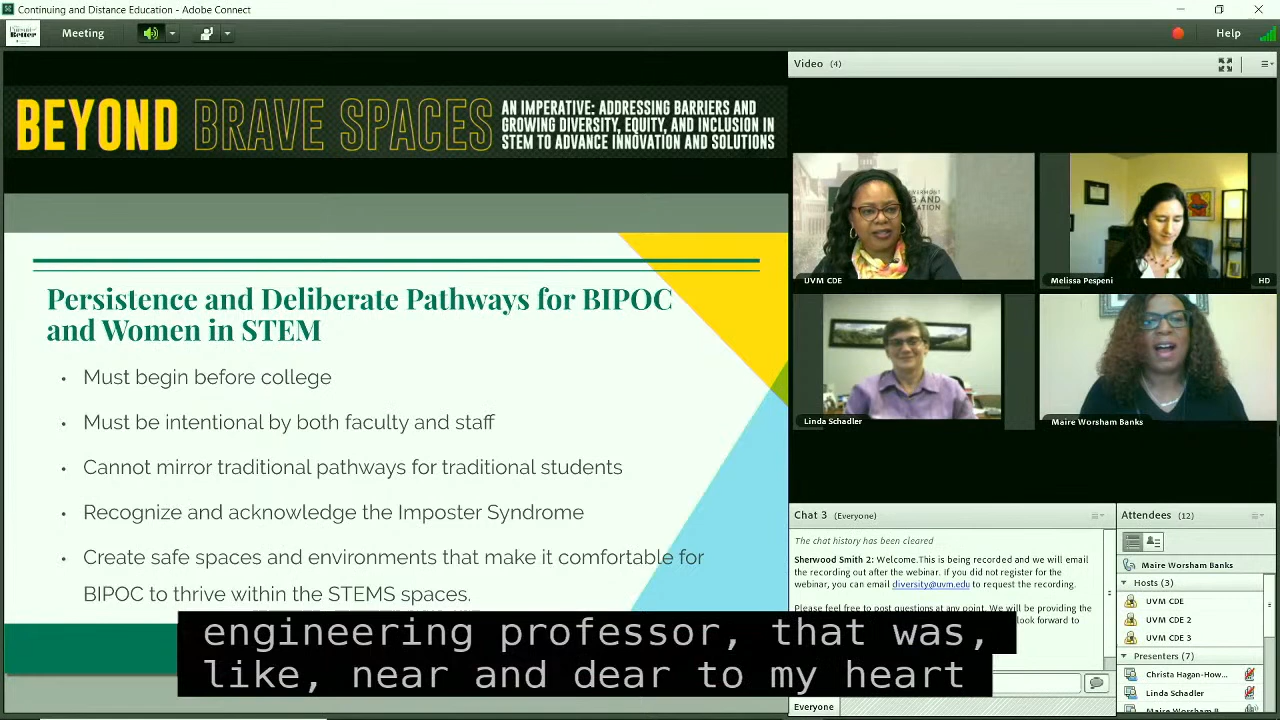 Continuing and Distance Education - Adobe Connect
Meeting
Help
BEYOND BRAVE SPACES
AN IMPERATIVE: ADDRESSING BARRIERS AND
GROWING DIVERSITY, EQUITY, AND INCLUSION IN
STEM TO ADVANCE INNOVATION AND SOLUTIONS
Persistence and Deliberate Pathways for BIPOC
and Women in STEM
• Must begin before college
• Must be intentional by both faculty and staff
• Cannot mirror traditional pathways for traditional students
• Recognize and acknowledge the Imposter Syndrome
• Create safe spaces and environments that make it comfortable for
BIPOC to thrive within the STEMS spaces.
engineering professor, that was,
like, near and dear to my heart
Video (4)
UVM CDE
Melissa Pespeni
HD
Linda Schadler
Maire Worsham Banks
Chat 3 (Everyone)
The chat history has been cleared
Sherwood Smith 2: Welcome.This is being recorded and we will email
the recording out after the webinar. If you did not register for the
webinar, you can email diversity@uvm.edu to request the recording.
Please feel free to post questions at any point. We will be providing the
look forward to
Everyone
Attendees (12)
Maire Worsham Banks
Hosts (3)
UVM CDE
UVM CDE 2
UVM CDE 3
Presenters (7)
Christa Hagan-How...
Linda Schadler
Maire Worsham B...